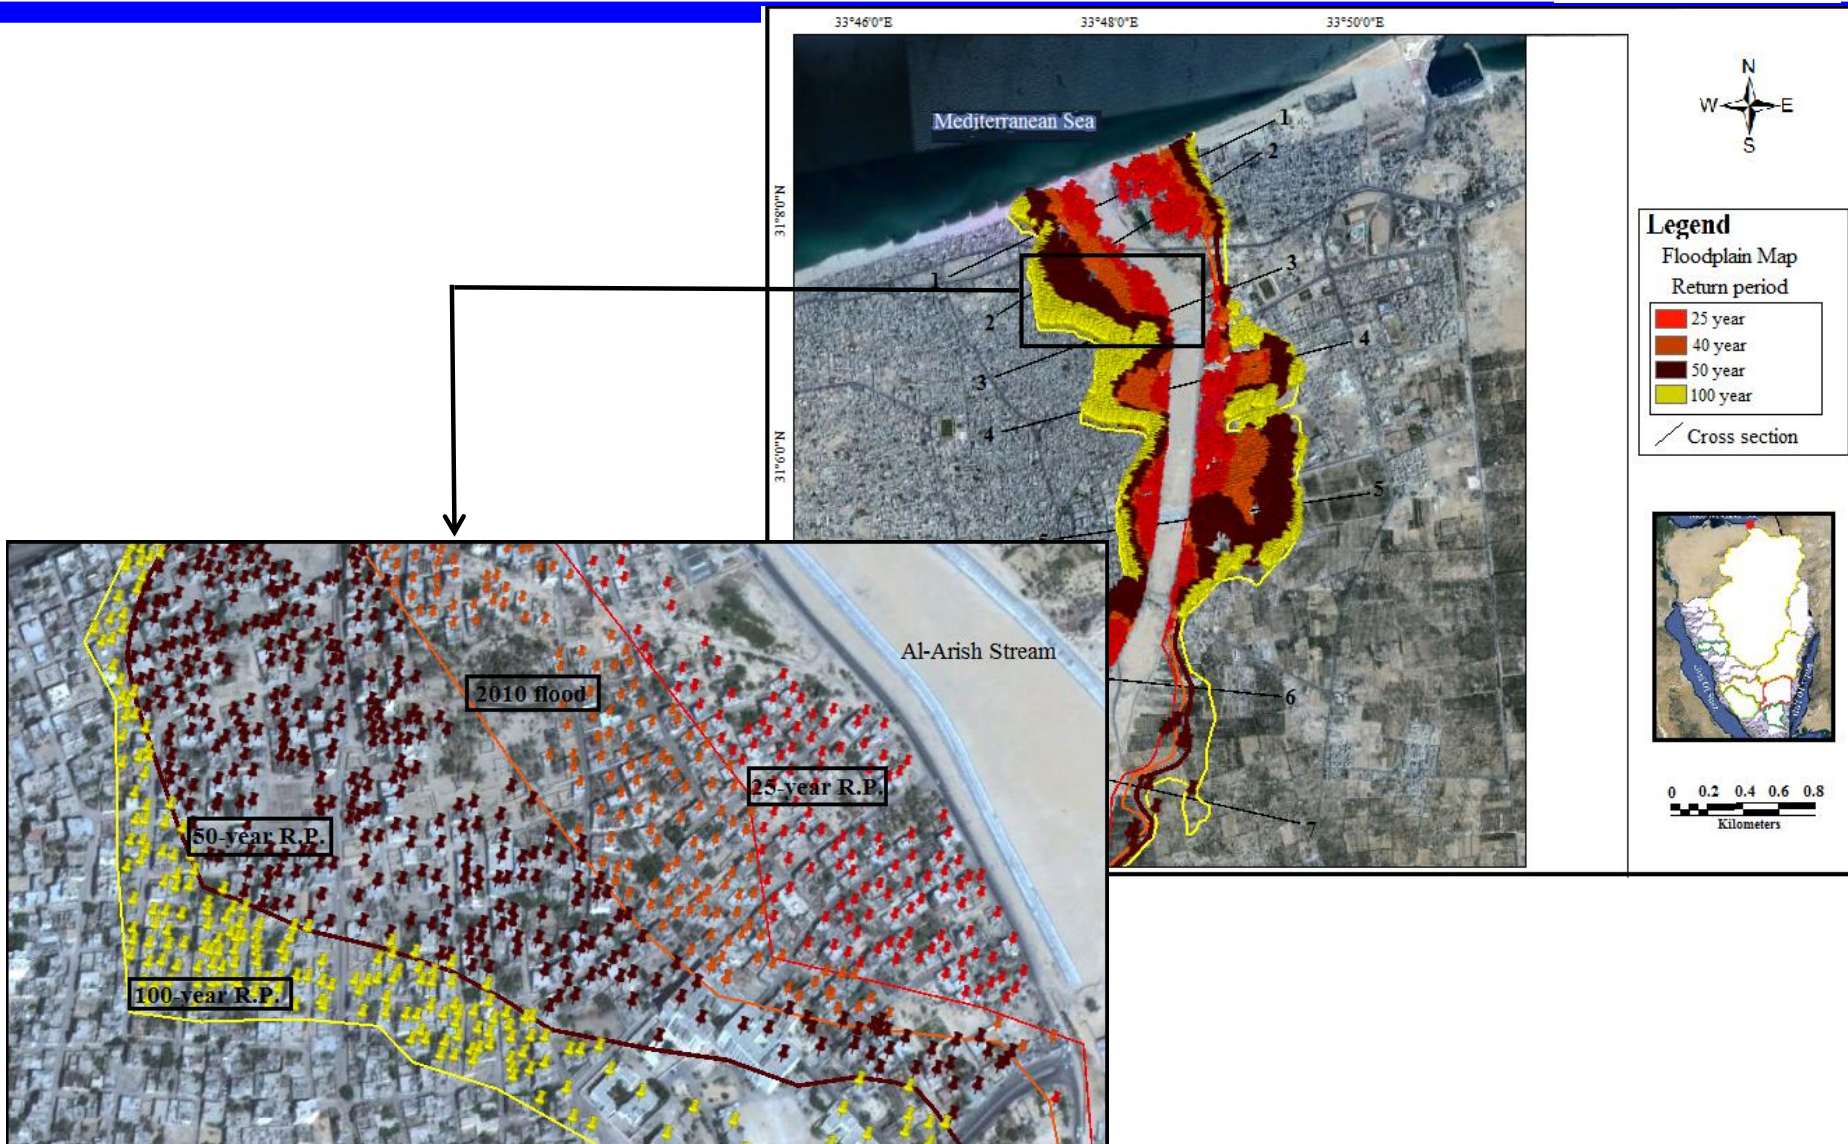 33°46'0"E
33°48'0"E
33°50'0"E
31°8'0"N
31°6'0"N
Mediterranean Sea
1
2
3
4
5
6
7
1
2
3
4
N
W
E
S
Legend
Floodplain Map
Return period
25 year
40 year
50 year
100 year
Cross section
0 0.2 0.4 0.6 0.8
Kilometers
Al-Arish Stream
2010 flood
25-year R.P.
50-year R.P.
100-year R.P.